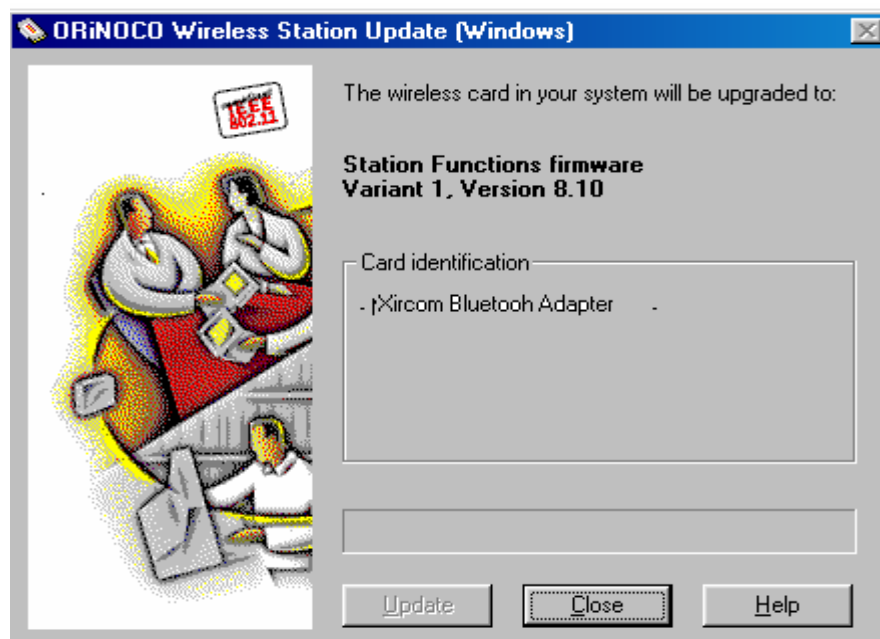 ORiNOCO Wireless Station Update (Windows)
IEEE
802.11
The wireless card in your system will be upgraded to:
Station Functions firmware
Variant 1, Version 8.10
Card identification
- Xircom Bluetooh Adapter -
Update
Close
Help